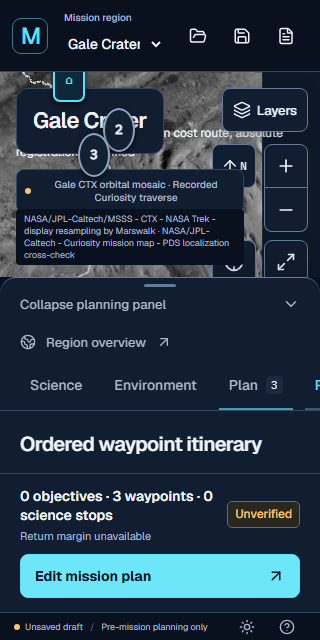 M
Mission region
Gale Crater
Gale Crater
2
3
n cost route, absolute
Layers
N
Gale CTX orbital mosaic · Recorded
Curiosity traverse
NASA/JPL-Caltech/MSSS - CTX - NASA Trek -
display resampling by Marswalk - NASA/JPL-
Caltech - Curiosity mission map - PDS localization
cross-check
Collapse planning panel
Region overview
Science
Environment
Plan 3
Ordered waypoint itinerary
0 objectives · 3 waypoints · 0
science stops
Unverified
Return margin unavailable
Edit mission plan
Unsaved draft / Pre-mission planning only